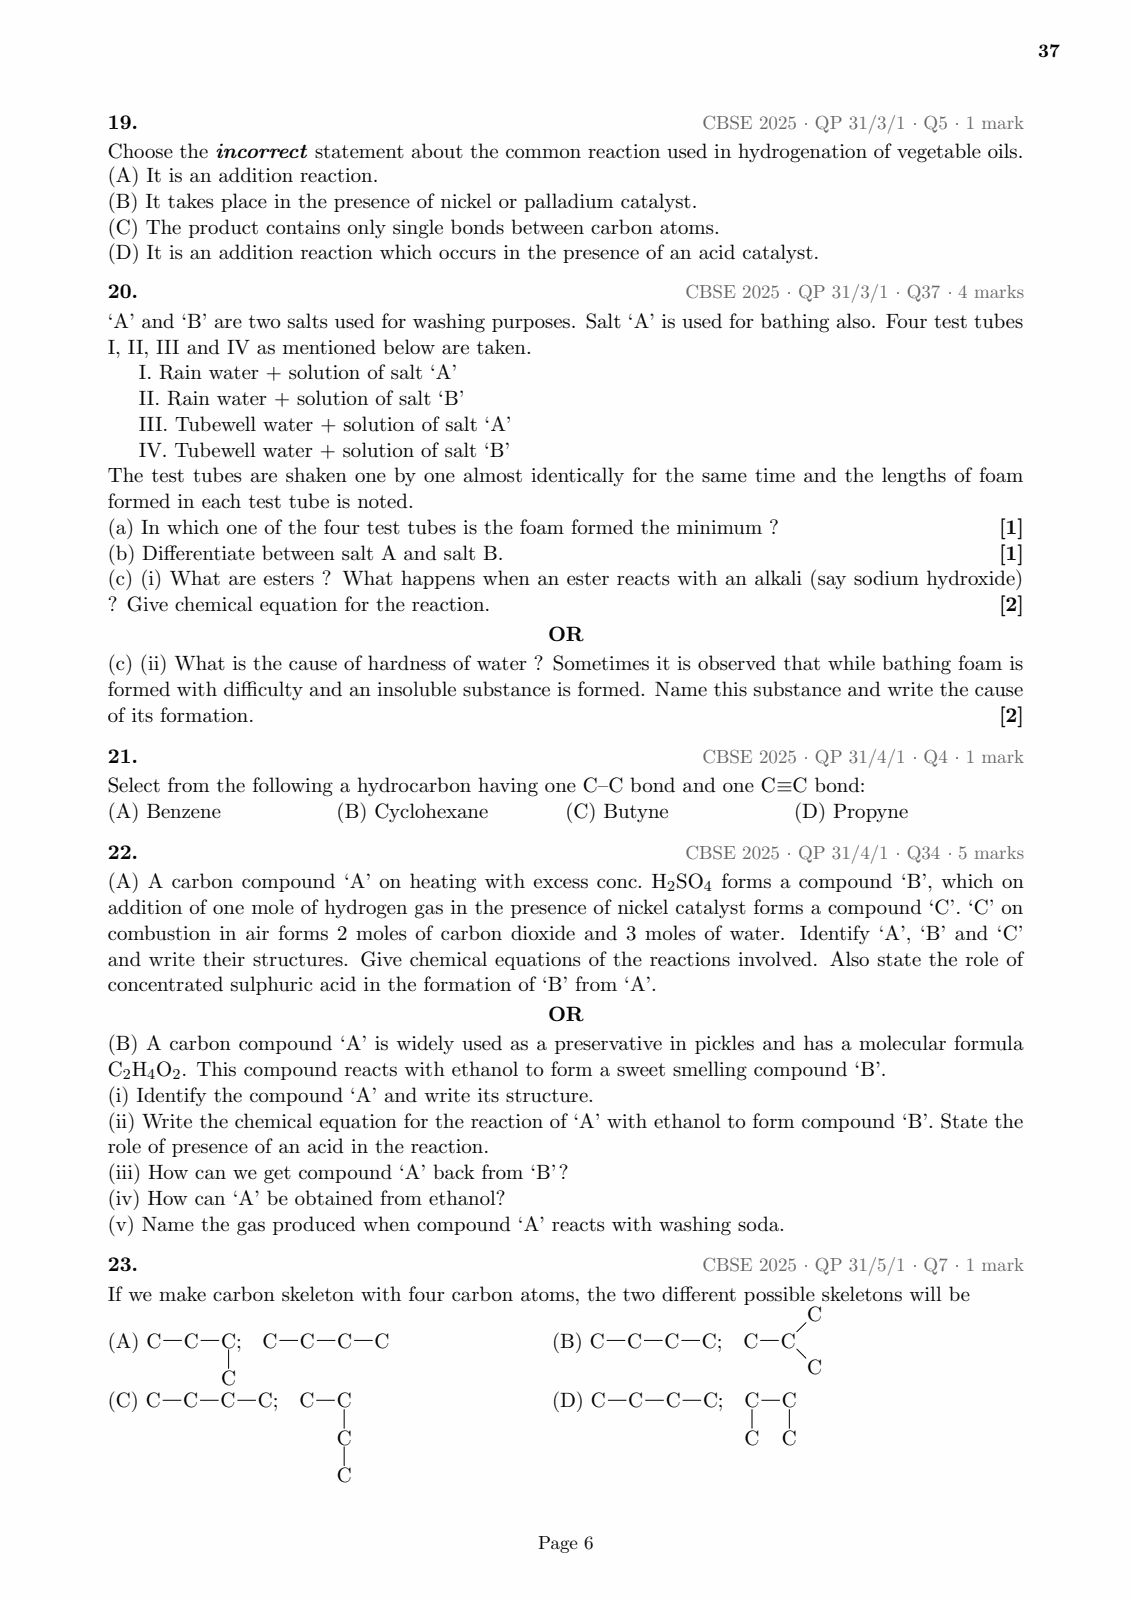 37
19. CBSE 2025 · QP 31/3/1 · Q5 · 1 mark
Choose the incorrect statement about the common reaction used in hydrogenation of vegetable oils.
(A) It is an addition reaction.
(B) It takes place in the presence of nickel or palladium catalyst.
(C) The product contains only single bonds between carbon atoms.
(D) It is an addition reaction which occurs in the presence of an acid catalyst.
20. CBSE 2025 · QP 31/3/1 · Q37 · 4 marks
‘A’ and ‘B’ are two salts used for washing purposes. Salt ‘A’ is used for bathing also. Four test tubes
I, II, III and IV as mentioned below are taken.
I. Rain water + solution of salt ‘A’
II. Rain water + solution of salt ‘B’
III. Tubewell water + solution of salt ‘A’
IV. Tubewell water + solution of salt ‘B’
The test tubes are shaken one by one almost identically for the same time and the lengths of foam
formed in each test tube is noted.
(a) In which one of the four test tubes is the foam formed the minimum ? [1]
(b) Differentiate between salt A and salt B. [1]
(c) (i) What are esters ? What happens when an ester reacts with an alkali (say sodium hydroxide)
? Give chemical equation for the reaction. [2]
OR
(c) (ii) What is the cause of hardness of water ? Sometimes it is observed that while bathing foam is
formed with difficulty and an insoluble substance is formed. Name this substance and write the cause
of its formation. [2]
21. CBSE 2025 · QP 31/4/1 · Q4 · 1 mark
Select from the following a hydrocarbon having one C–C bond and one C≡C bond:
(A) Benzene (B) Cyclohexane (C) Butyne (D) Propyne
22. CBSE 2025 · QP 31/4/1 · Q34 · 5 marks
(A) A carbon compound ‘A’ on heating with excess conc. H₂SO₄ forms a compound ‘B’, which on
addition of one mole of hydrogen gas in the presence of nickel catalyst forms a compound ‘C’. ‘C’ on
combustion in air forms 2 moles of carbon dioxide and 3 moles of water. Identify ‘A’, ‘B’ and ‘C’
and write their structures. Give chemical equations of the reactions involved. Also state the role of
concentrated sulphuric acid in the formation of ‘B’ from ‘A’.
OR
(B) A carbon compound ‘A’ is widely used as a preservative in pickles and has a molecular formula
C₂H₄O₂. This compound reacts with ethanol to form a sweet smelling compound ‘B’.
(i) Identify the compound ‘A’ and write its structure.
(ii) Write the chemical equation for the reaction of ‘A’ with ethanol to form compound ‘B’. State the
role of presence of an acid in the reaction.
(iii) How can we get compound ‘A’ back from ‘B’?
(iv) How can ‘A’ be obtained from ethanol?
(v) Name the gas produced when compound ‘A’ reacts with washing soda.
23. CBSE 2025 · QP 31/5/1 · Q7 · 1 mark
If we make carbon skeleton with four carbon atoms, the two different possible skeletons will be
C
(A) C—C—C; C—C—C—C (B) C—C—C—C; C—C
C
C
(C) C—C—C—C; C—C (D) C—C—C—C; C—C
C C C
C
Page 6